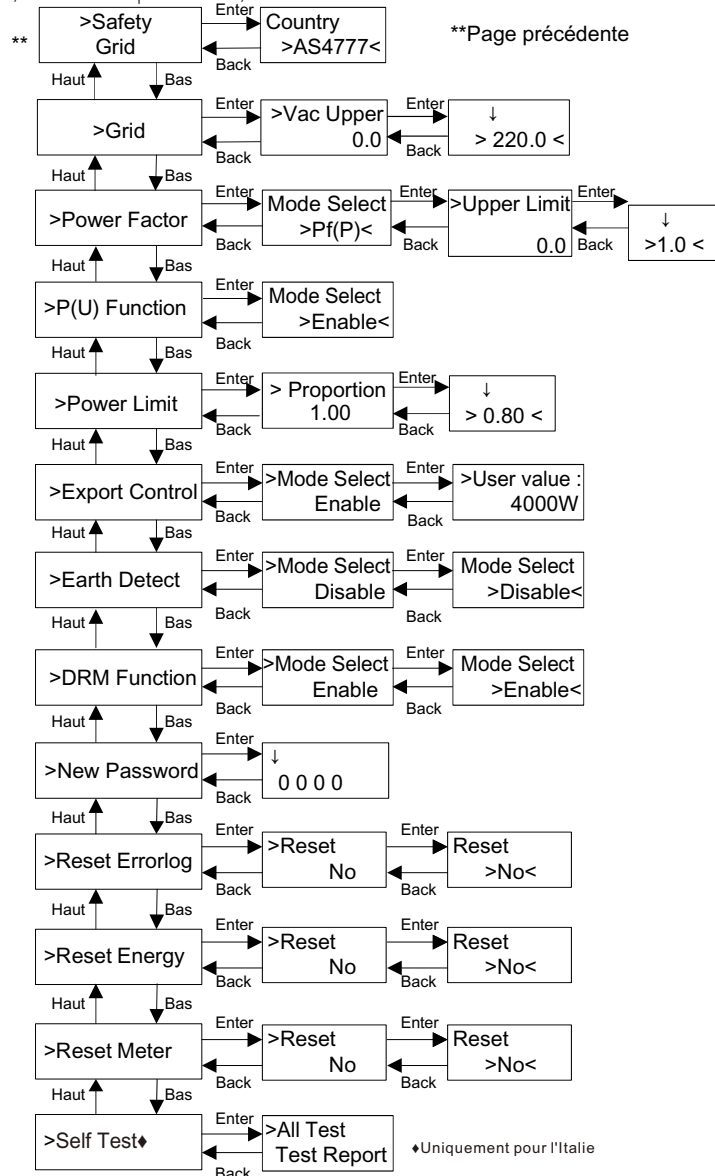 Enter
>Safety
Grid
Country
>AS4777<
**
**Page précédente
Back
Haut
Bas
Enter
>Grid
>Vac Upper
0.0
Enter
↓
> 220.0 <
Back
Back
Haut
Bas
Enter
>Power Factor
Mode Select
>Pf(P)<
Enter
>Upper Limit
0.0
Enter
↓
>1.0 <
Back
Back
Back
Haut
Bas
Enter
>P(U) Function
Mode Select
>Enable<
Back
Haut
Bas
Enter
>Power Limit
> Proportion
1.00
Enter
↓
> 0.80 <
Back
Back
Haut
Bas
Enter
>Export Control
>Mode Select
Enable
Enter
>User value :
4000W
Back
Back
Haut
Bas
Enter
>Earth Detect
>Mode Select
Disable
Enter
Mode Select
>Disable<
Back
Back
Haut
Bas
Enter
>DRM Function
>Mode Select
Enable
Enter
Mode Select
>Enable<
Back
Back
Haut
Bas
Enter
>New Password
↓
0 0 0 0
Back
Haut
Bas
Enter
>Reset Errorlog
>Reset
No
Enter
Reset
>No<
Back
Back
Haut
Bas
Enter
>Reset Energy
>Reset
No
Enter
Reset
>No<
Back
Back
Haut
Bas
Enter
>Reset Meter
>Reset
No
Enter
Reset
>No<
Back
Back
Haut
Bas
Enter
>Self Test♦
>All Test
Test Report
♦Uniquement pour l'Italie
Back